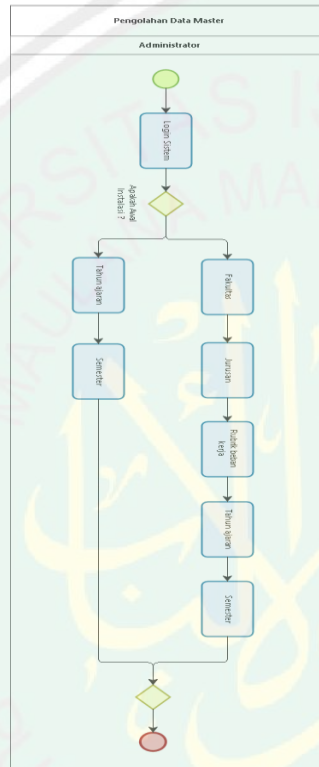 Pengolahan Data Master
Administrator
Login Sistem
Apakah Awal
Instalasi ?
Tahun ajaran
Semester
Fakultas
Jurusan
Rubrik beban
kerja
Tahun ajaran
Semester